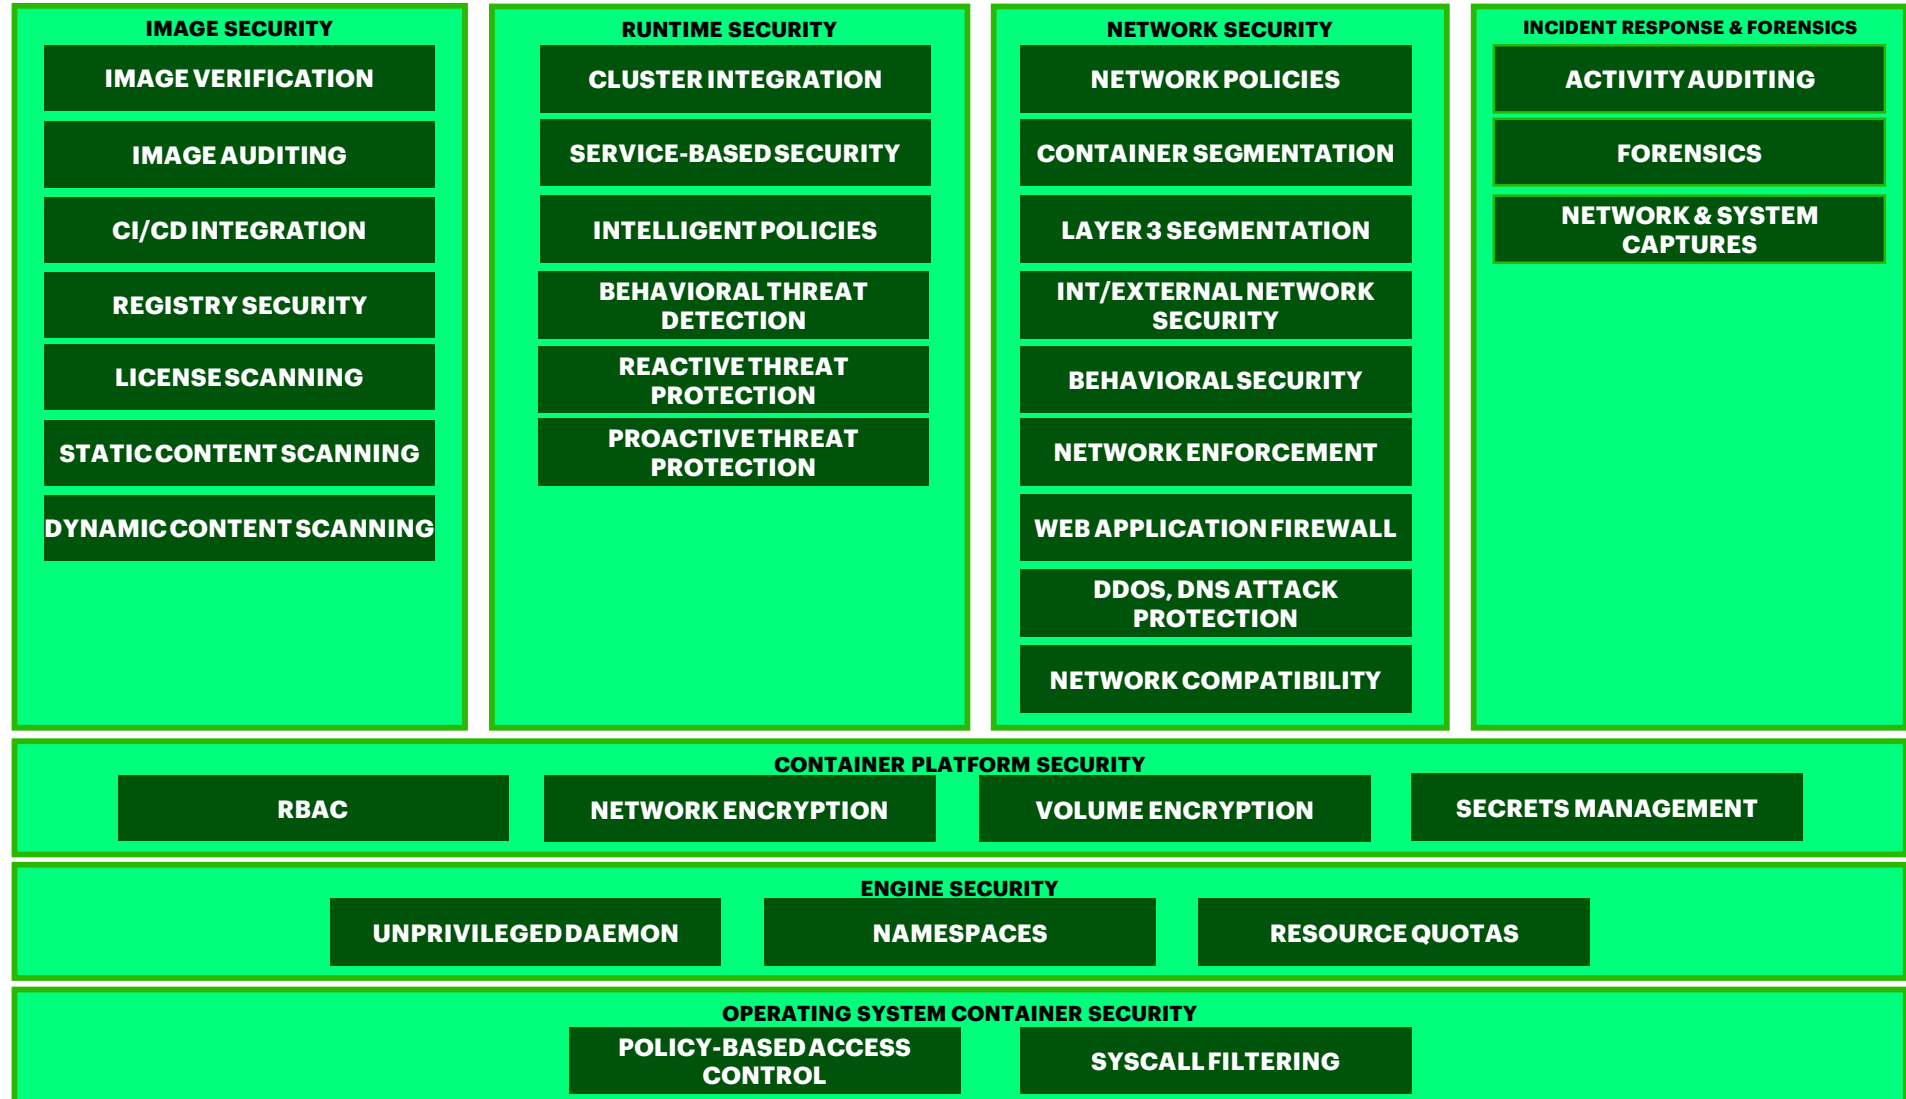 IMAGE SECURITY
IMAGE VERIFICATION
IMAGE AUDITING
CI/CD INTEGRATION
REGISTRY SECURITY
LICENSE SCANNING
STATIC CONTENT SCANNING
DYNAMIC CONTENT SCANNING
RUNTIME SECURITY
CLUSTER INTEGRATION
SERVICE-BASED SECURITY
INTELLIGENT POLICIES
BEHAVIORAL THREAT
DETECTION
REACTIVE THREAT
PROTECTION
PROACTIVE THREAT
PROTECTION
NETWORK SECURITY
NETWORK POLICIES
CONTAINER SEGMENTATION
LAYER 3 SEGMENTATION
INT/EXTERNAL NETWORK
SECURITY
BEHAVIORAL SECURITY
NETWORK ENFORCEMENT
WEB APPLICATION FIREWALL
DDOS, DNS ATTACK
PROTECTION
NETWORK COMPATIBILITY
INCIDENT RESPONSE & FORENSICS
ACTIVITY AUDITING
FORENSICS
NETWORK & SYSTEM
CAPTURES
CONTAINER PLATFORM SECURITY
RBAC
NETWORK ENCRYPTION
VOLUME ENCRYPTION
SECRETS MANAGEMENT
ENGINE SECURITY
UNPRIVILEGED DAEMON
NAMESPACES
RESOURCE QUOTAS
OPERATING SYSTEM CONTAINER SECURITY
POLICY-BASED ACCESS
CONTROL
SYSCALL FILTERING